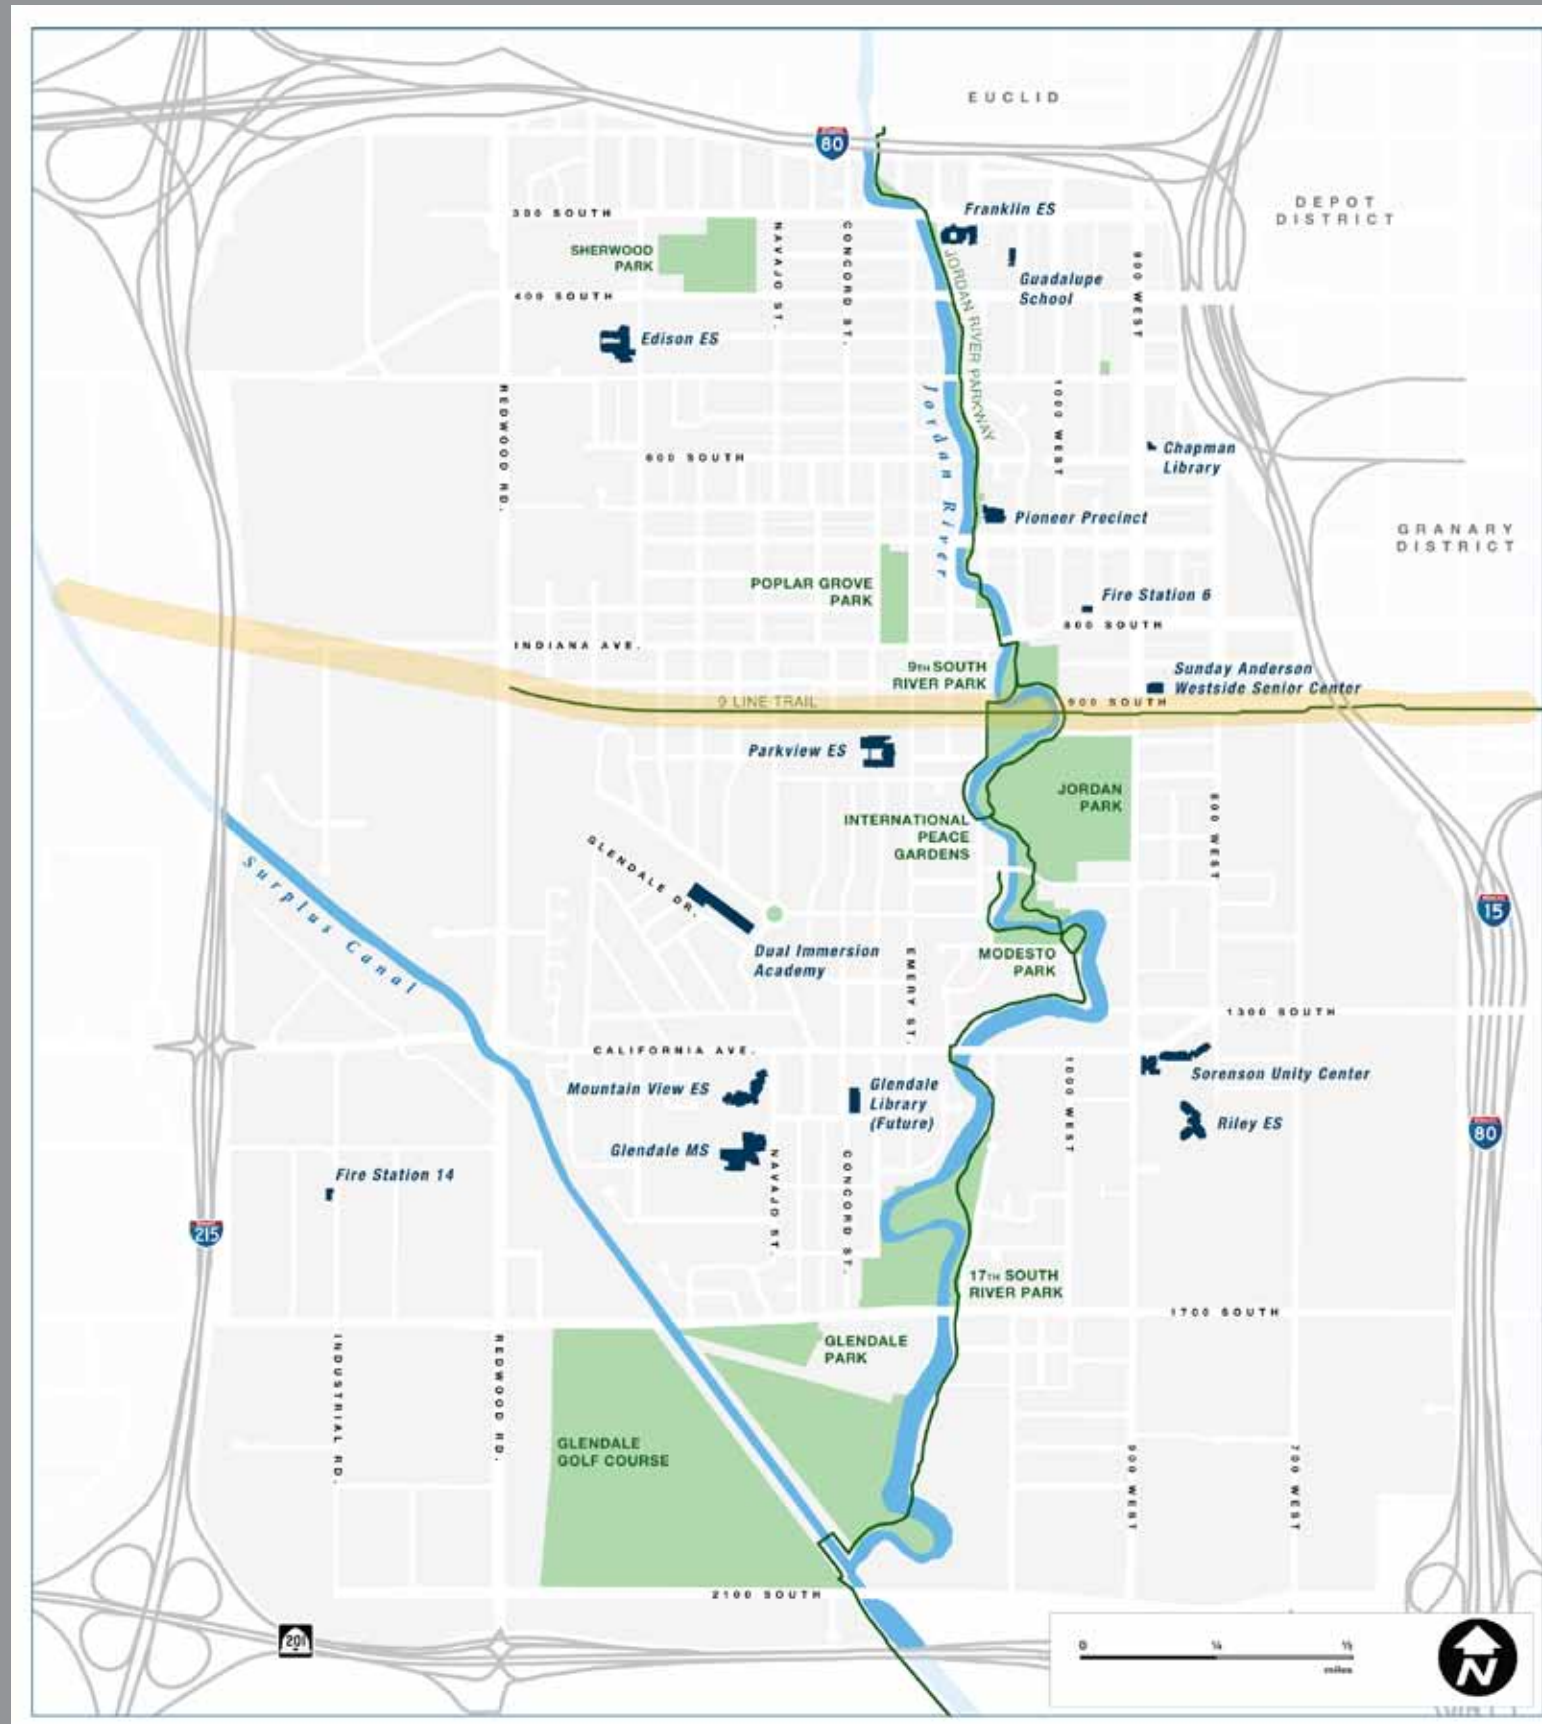 EUCLID
80
DEPOT
DISTRICT
300 SOUTH
SHERWOOD
PARK
NAVAJO ST.
CONCORD ST.
Franklin ES
JORDAN RIVER PARKWAY
Guadalupe
School
900 WEST
400 SOUTH
Edison ES
REDWOOD RD.
Jordan River
1000 WEST
600 SOUTH
Chapman
Library
Pioneer Precinct
GRANARY
DISTRICT
POPLAR GROVE
PARK
Fire Station 6
800 SOUTH
INDIANA AVE.
9TH SOUTH
RIVER PARK
Sunday Anderson
Westside Senior Center
9 LINE TRAIL
900 SOUTH
Parkview ES
JORDAN
PARK
INTERNATIONAL
PEACE
GARDENS
800 WEST
GLENDALE DR.
Surplus Canal
15
Dual Immersion
Academy
EMERY ST.
MODESTO
PARK
1300 SOUTH
CALIFORNIA AVE.
Mountain View ES
Glendale
Library
(Future)
1000 WEST
Sorenson Unity Center
Riley ES
80
Glendale MS
NAVAJO ST.
CONCORD ST.
Fire Station 14
215
17TH SOUTH
RIVER PARK
1700 SOUTH
INDUSTRIAL RD.
REDWOOD RD.
GLENDALE
PARK
GLENDALE
GOLF COURSE
900 WEST
700 WEST
2100 SOUTH
201
0 ¼ ½
miles
N